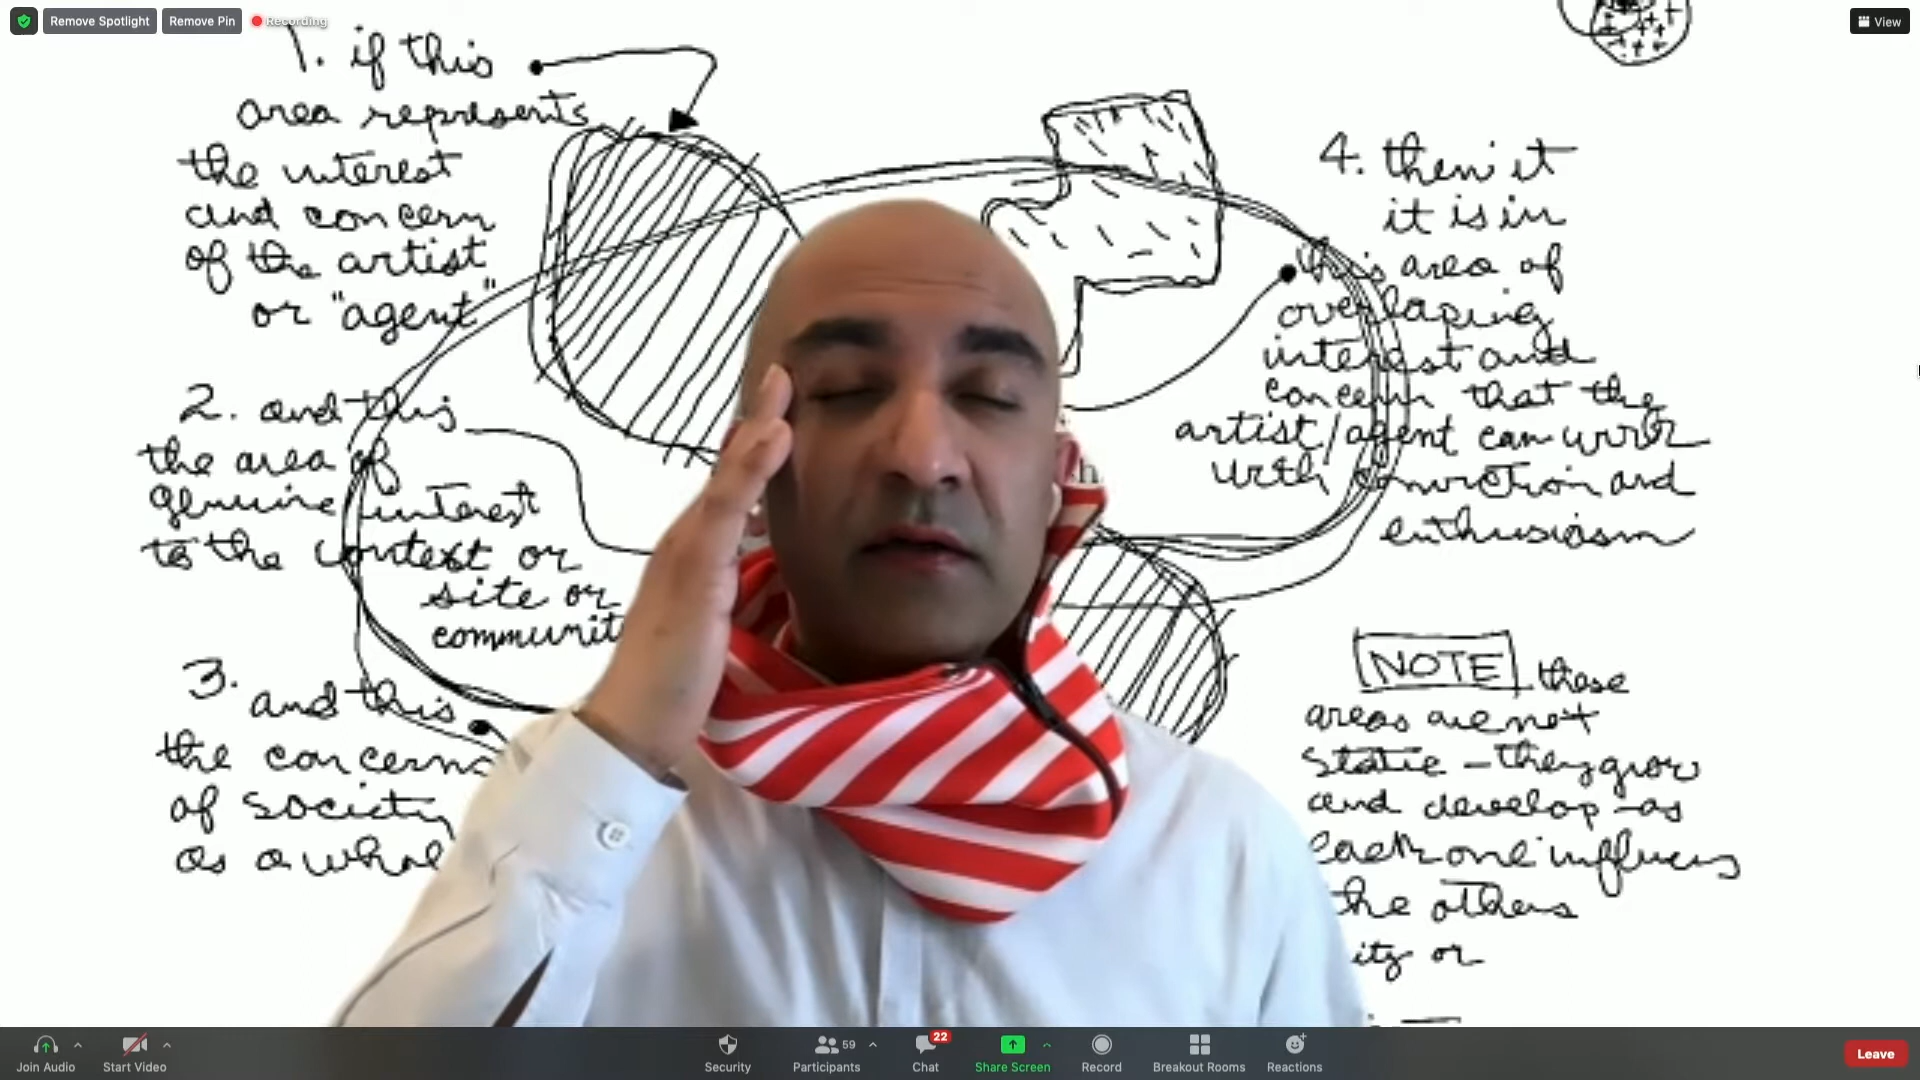 Remove Spotlight
Remove Pin
Recording
View
1. if this
area represents
the interest
and concern
of the artist
or "agent"
2. and this
the area of
genuine interest
to the context or
site or
communit
3. and this
the concerns
of society
as a whol
4. then it
it is in
this area of
overlaping
interest and
concern that the
artist/agent can work
with conviction and
enthusiasm
h
NOTE these
areas are not
static - they grow
and develop - as
each one influences
the others
ity or
Join Audio
Start Video
Security
Participants
59
Chat
22
Share Screen
Record
Breakout Rooms
Reactions
Leave